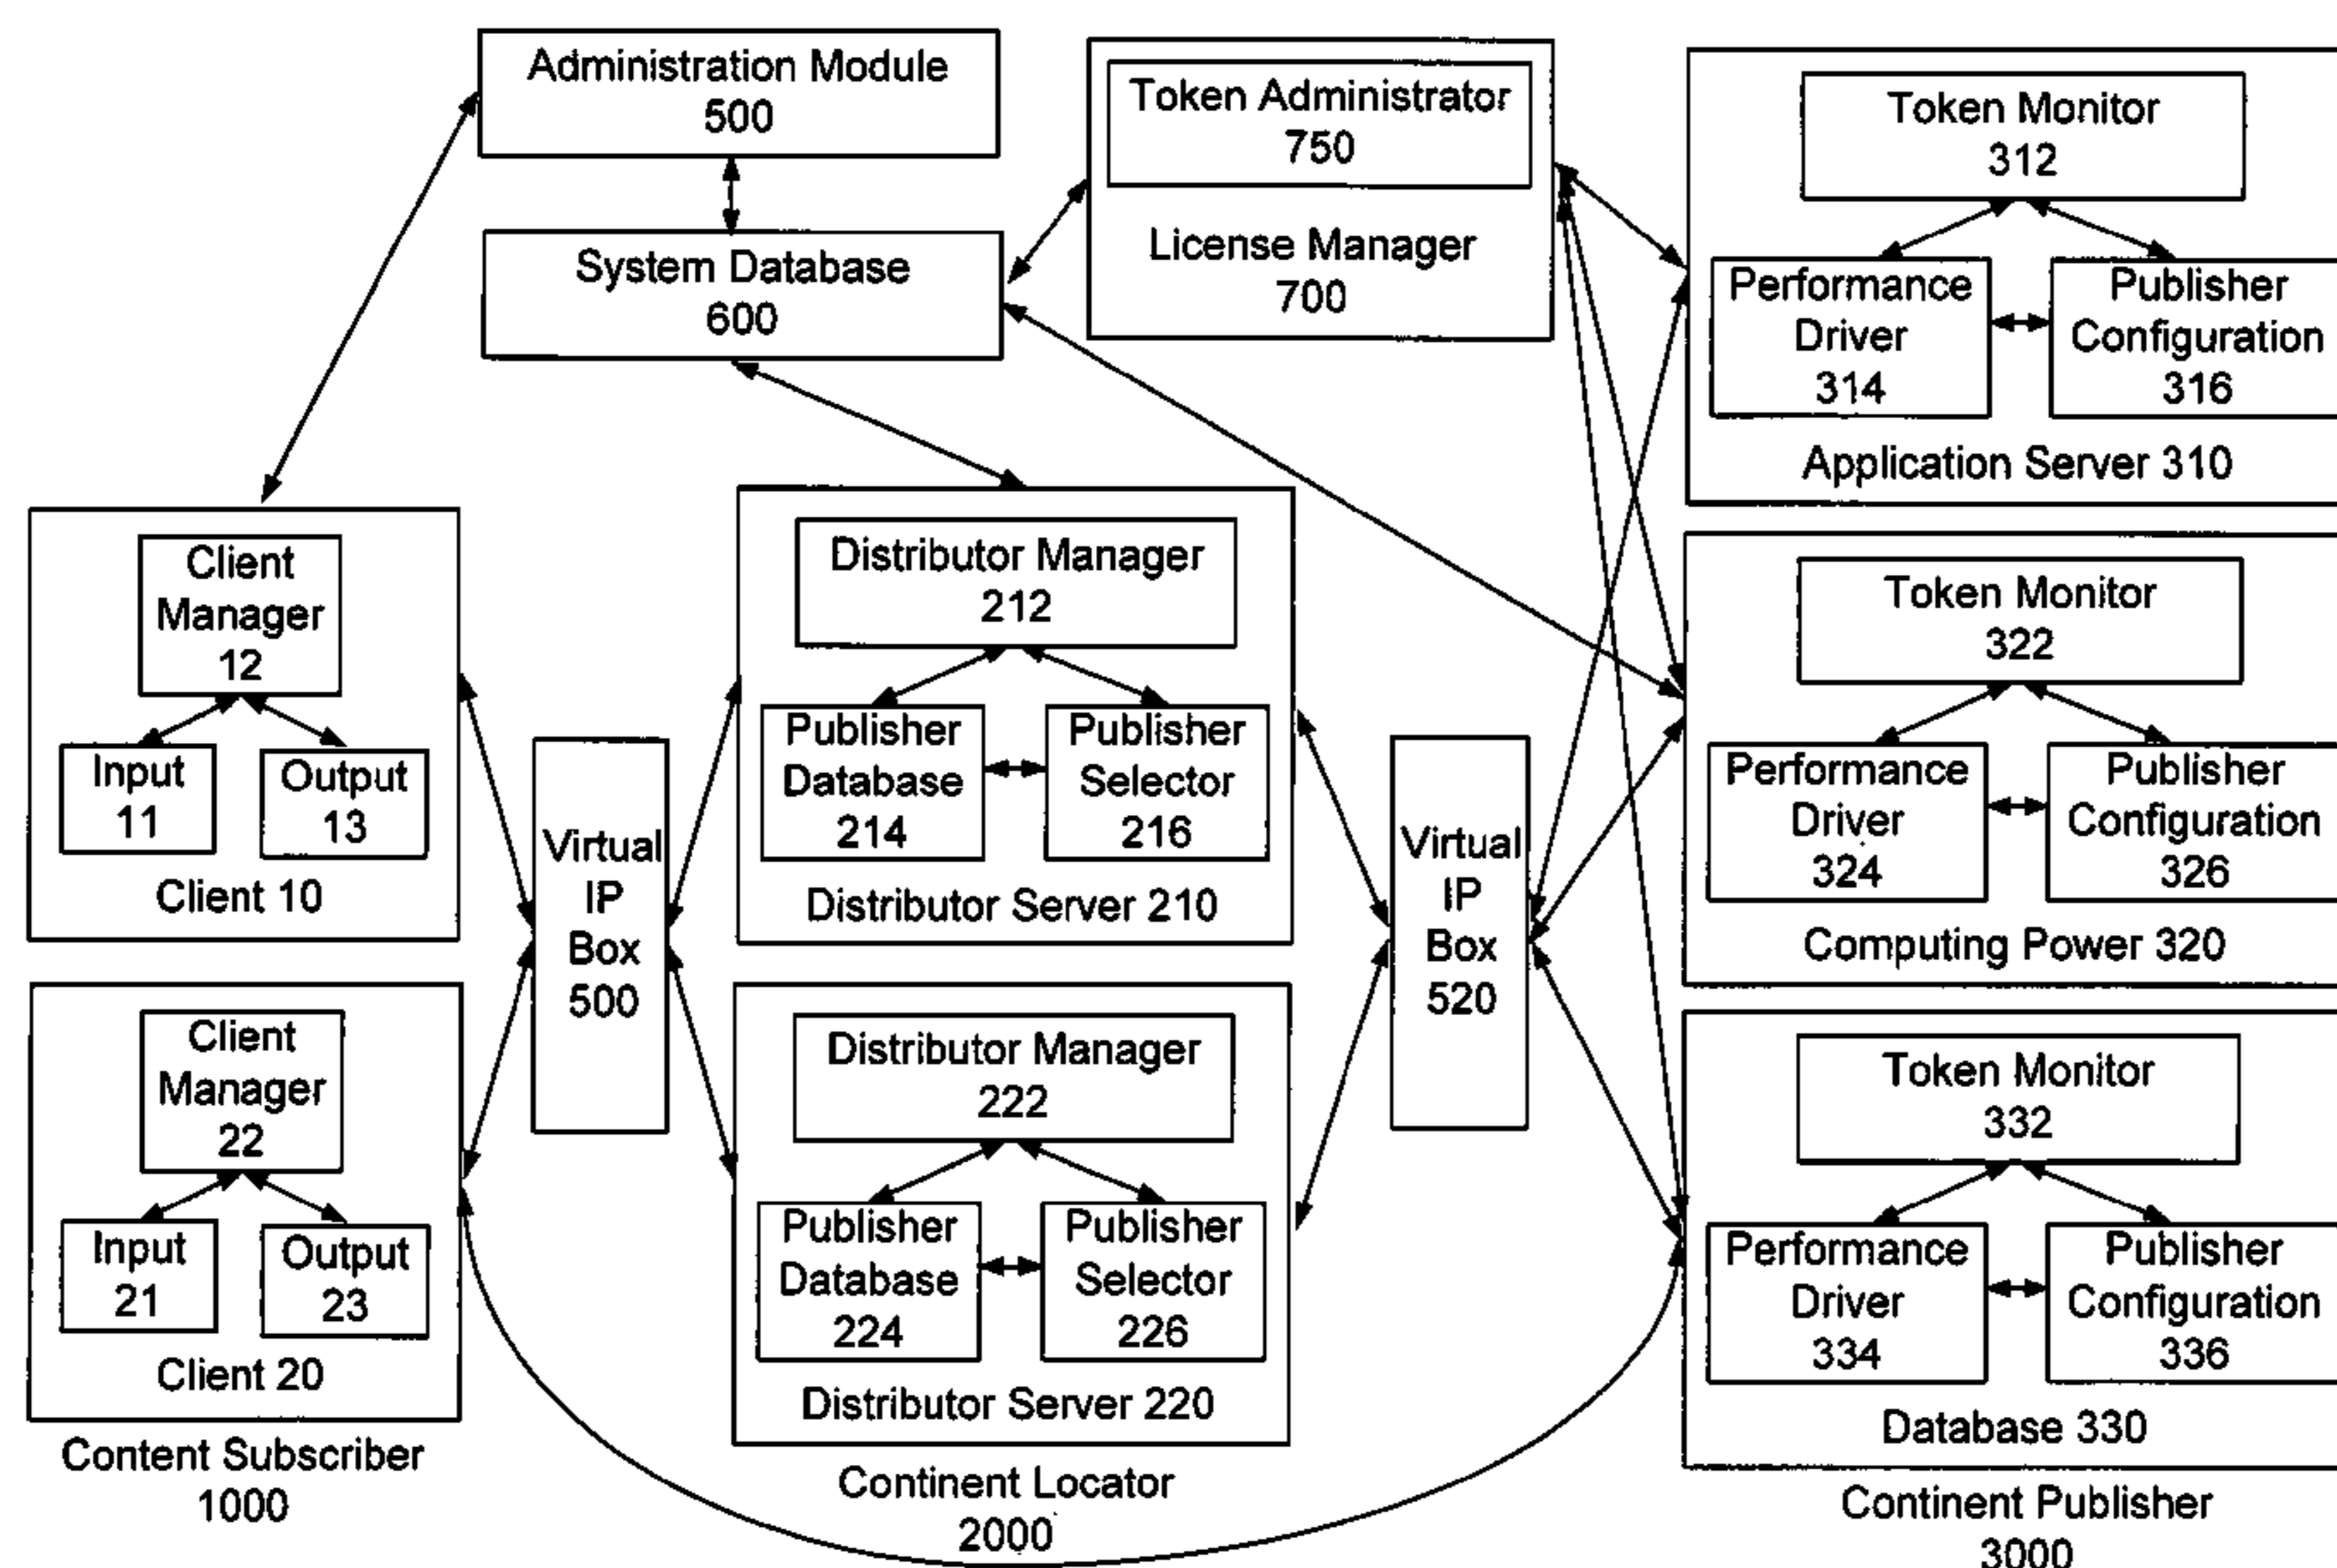 Administration Module
500
System Database
600
Token Administrator
750
License Manager
700
Token Monitor
312
Performance
Driver
314
Publisher
Configuration
316
Application Server 310
Client
Manager
12
Input
11
Output
13
Client 10
Client
Manager
22
Input
21
Output
23
Client 20
Content Subscriber
1000
Virtual
IP
Box
500
Distributor Manager
212
Publisher
Database
214
Publisher
Selector
216
Distributor Server 210
Distributor Manager
222
Publisher
Database
224
Publisher
Selector
226
Distributor Server 220
Continent Locator
2000
Virtual
IP
Box
520
Token Monitor
322
Performance
Driver
324
Publisher
Configuration
326
Computing Power 320
Token Monitor
332
Performance
Driver
334
Publisher
Configuration
336
Database 330
Continent Publisher
3000